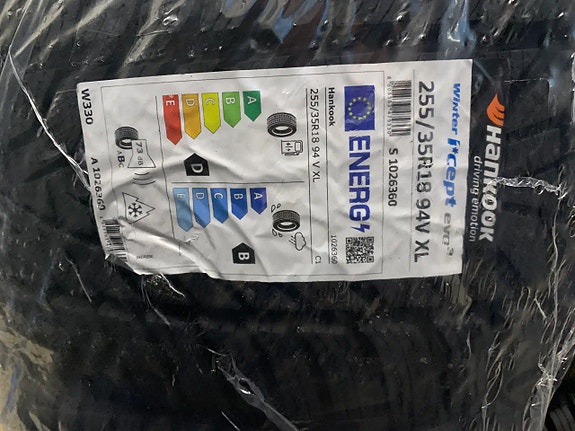 Hankook
driving emotion
winter i*cept evo³
255/35R18 94V XL
S 1026360
ENERG
Hankook
1026360
255/35R18 94 V XL
C1
A
B
C
D
E
D
A
B
C
D
E
B
73 dB
ABC
W330
A 1026360